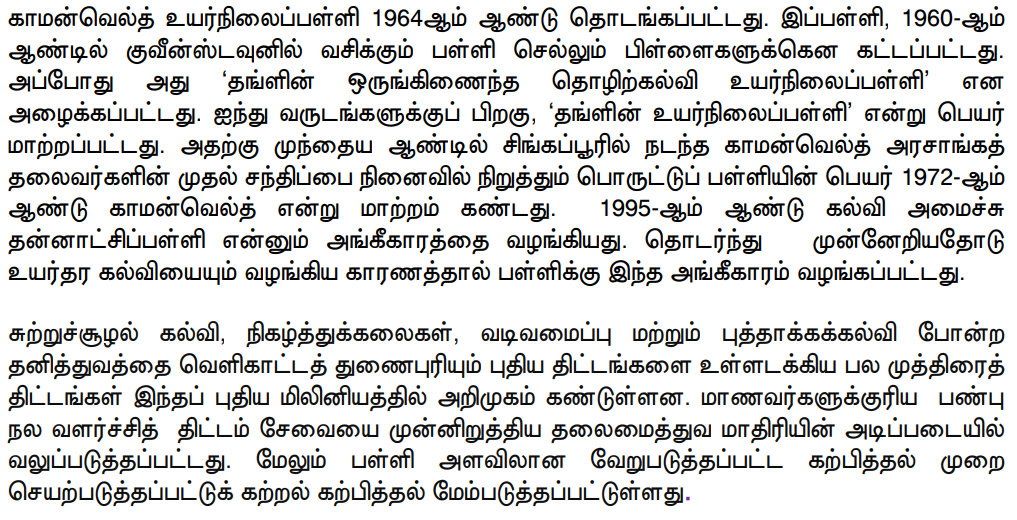 காமன்வெல்த் உயர்நிலைப்பள்ளி 1964ஆம் ஆண்டு தொடங்கப்பட்டது. இப்பள்ளி, 1960-ஆம்
ஆண்டில் குவீன்ஸ்டவுனில் வசிக்கும் பள்ளி செல்லும் பிள்ளைகளுக்கென கட்டப்பட்டது.
அப்போது அது ‘தங்ளின் ஒருங்கிணைந்த தொழிற்கல்வி உயர்நிலைப்பள்ளி’ என
அழைக்கப்பட்டது. ஐந்து வருடங்களுக்குப் பிறகு, ‘தங்ளின் உயர்நிலைப்பள்ளி’ என்று பெயர்
மாற்றப்பட்டது. அதற்கு முந்தைய ஆண்டில் சிங்கப்பூரில் நடந்த காமன்வெல்த் அரசாங்கத்
தலைவர்களின் முதல் சந்திப்பை நினைவில் நிறுத்தும் பொருட்டுப் பள்ளியின் பெயர் 1972-ஆம்
ஆண்டு காமன்வெல்த் என்று மாற்றம் கண்டது. 1995-ஆம் ஆண்டு கல்வி அமைச்சு
தன்னாட்சிப்பள்ளி என்னும் அங்கீகாரத்தை வழங்கியது. தொடர்ந்து முன்னேறியதோடு
உயர்தர கல்வியையும் வழங்கிய காரணத்தால் பள்ளிக்கு இந்த அங்கீகாரம் வழங்கப்பட்டது.
சுற்றுச்சூழல் கல்வி, நிகழ்த்துக்கலைகள், வடிவமைப்பு மற்றும் புத்தாக்கக்கல்வி போன்ற
தனித்துவத்தை வெளிகாட்டத் துணைபுரியும் புதிய திட்டங்களை உள்ளடக்கிய பல முத்திரைத்
திட்டங்கள் இந்தப் புதிய மிலினியத்தில் அறிமுகம் கண்டுள்ளன. மாணவர்களுக்குரிய பண்பு
நல வளர்ச்சித் திட்டம் சேவையை முன்னிறுத்திய தலைமைத்துவ மாதிரியின் அடிப்படையில்
வலுப்படுத்தப்பட்டது. மேலும் பள்ளி அளவிலான வேறுபடுத்தப்பட்ட கற்பித்தல் முறை
செயற்படுத்தப்பட்டுக் கற்றல் கற்பித்தல் மேம்படுத்தப்பட்டுள்ளது.